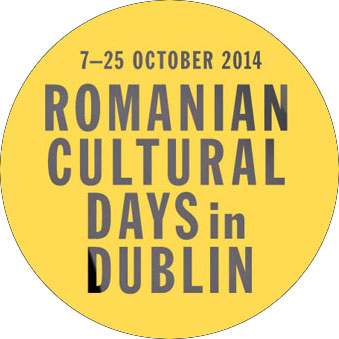 7–25 OCTOBER 2014
ROMANIAN
CULTURAL
DAYS in
DUBLIN